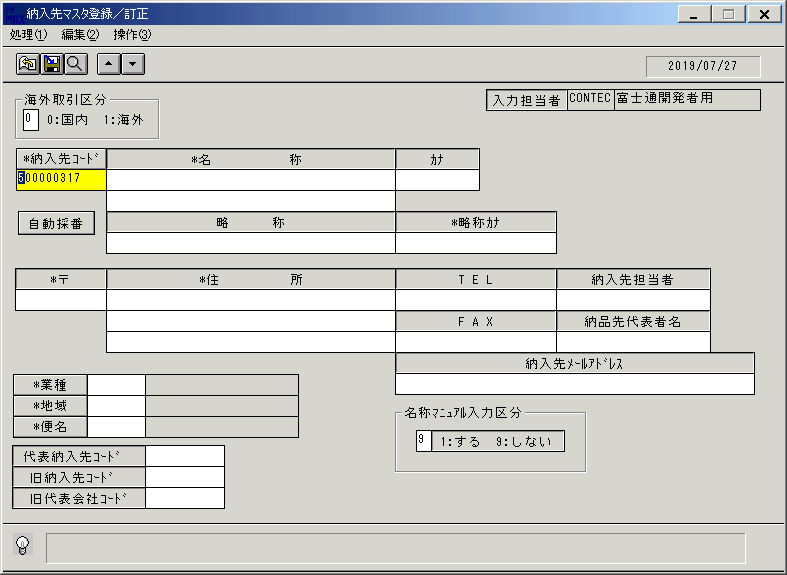 納入先マスタ登録／訂正
処理(1) 編集(2) 操作(3)
2019/07/27
海外取引区分
0 0:国内 1:海外
入力担当者 CONTEC 富士通開発者用
*納入先ｺｰﾄﾞ *名 称 ｶﾅ
500000317
自動採番 略 称 *略称ｶﾅ
*〒 *住 所 ＴＥＬ 納入先担当者
ＦＡＸ 納品先代表者名
納入先ﾒｰﾙｱﾄﾞﾚｽ
*業種
*地域
*便名
名称ﾏﾆｭｱﾙ入力区分
9 1:する 9:しない
代表納入先ｺｰﾄﾞ
旧納入先ｺｰﾄﾞ
旧代表会社ｺｰﾄﾞ